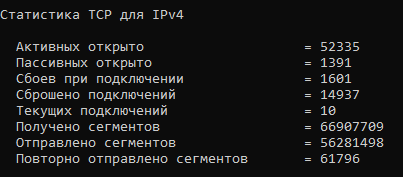 Статистика TCP для IPv4
Активных открыто = 52335
Пассивных открыто = 1391
Сбоев при подключении = 1601
Сброшено подключений = 14937
Текущих подключений = 10
Получено сегментов = 66907709
Отправлено сегментов = 56281498
Повторно отправлено сегментов = 61796